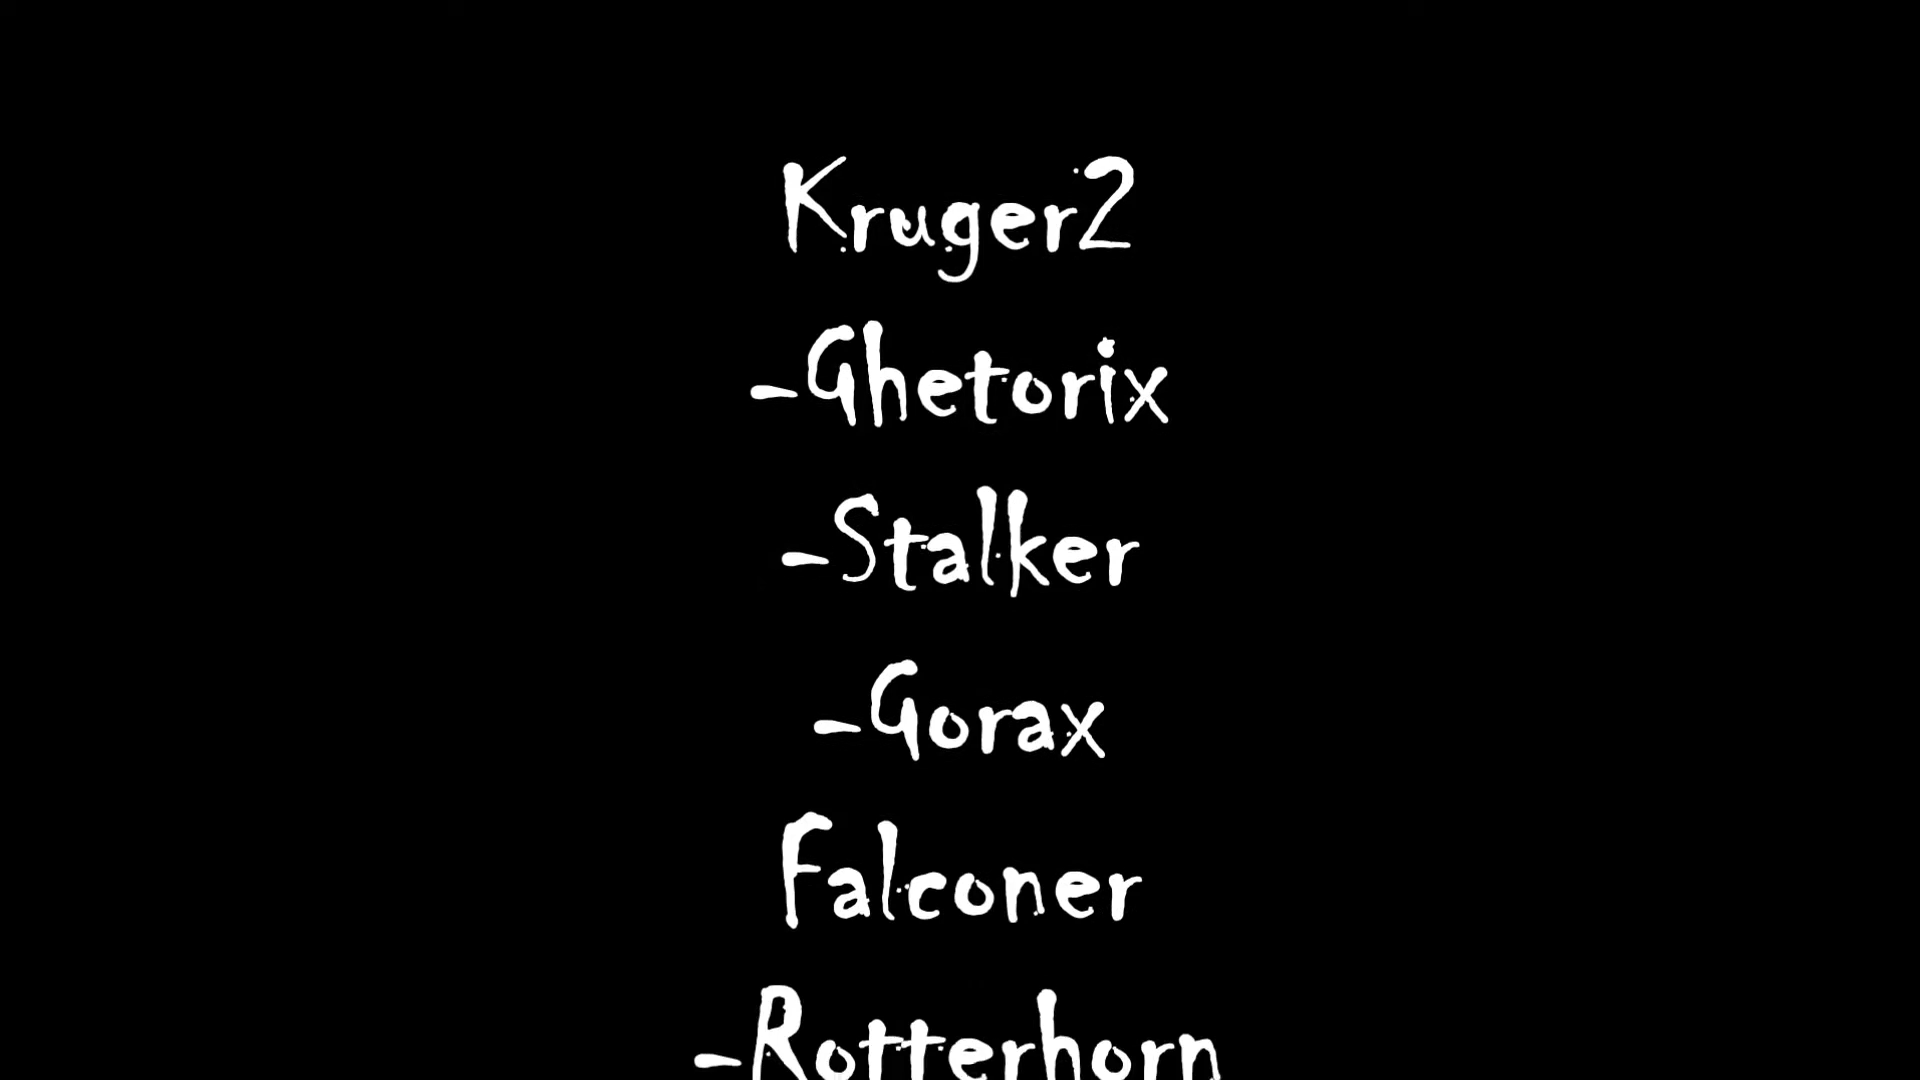 Kruger2
-Ghetorix
-Stalker
-Gorax
Falconer
-Rotterhorn